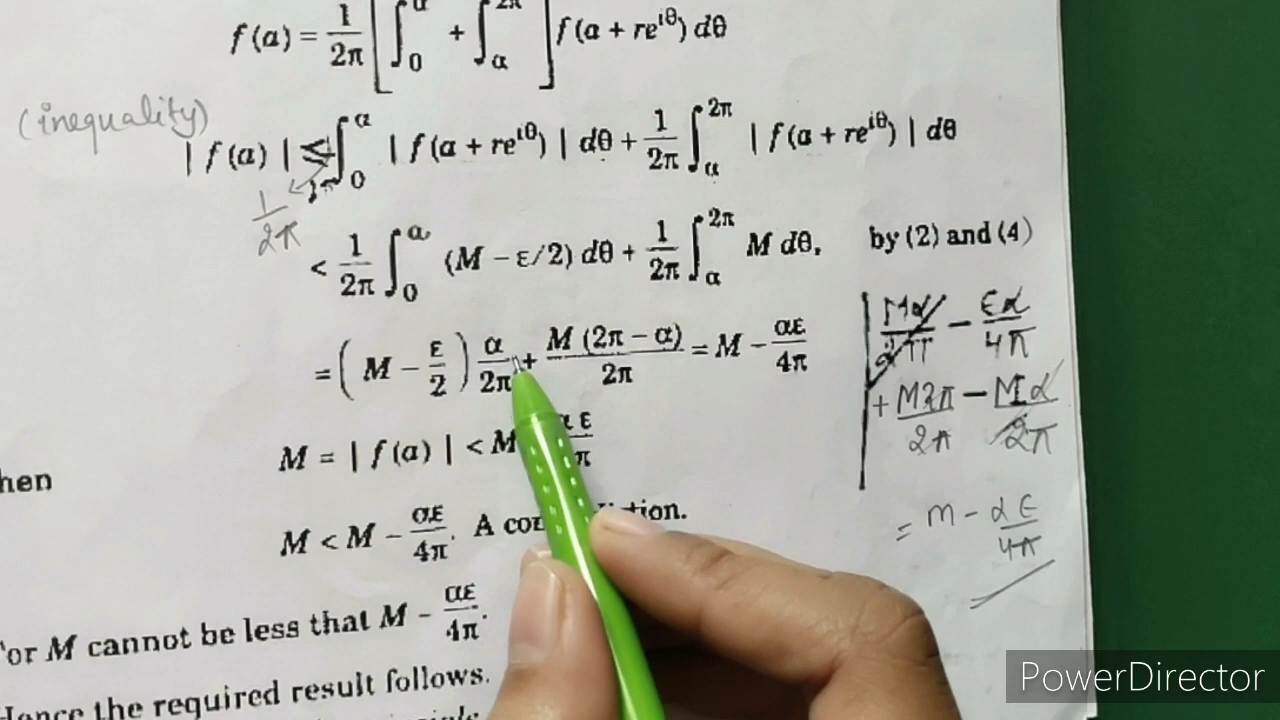 f(a) = 1/2π [ ∫₀^α + ∫_α^2π ] f(a + re^iθ) dθ
(inequality)
| f(a) | ≤ ∫₀^α | f(a + re^iθ) | dθ + 1/2π ∫_α^2π | f(a + re^iθ) | dθ
1/2π
< 1/2π ∫₀^α (M − ε/2) dθ + 1/2π ∫_α^2π M dθ, by (2) and (4)
= ( M − ε/2 ) α/2π + M (2π − α)/2π = M − αε/4π
Mα/2π − εα/4π
+ M2π/2π − Mα/2π
= M − αε/4π
hen M = | f(a) | < M
M < M − αε/4π. A con tion.
or M cannot be less that M − αε/4π.
Hence the required result follows.
PowerDirector